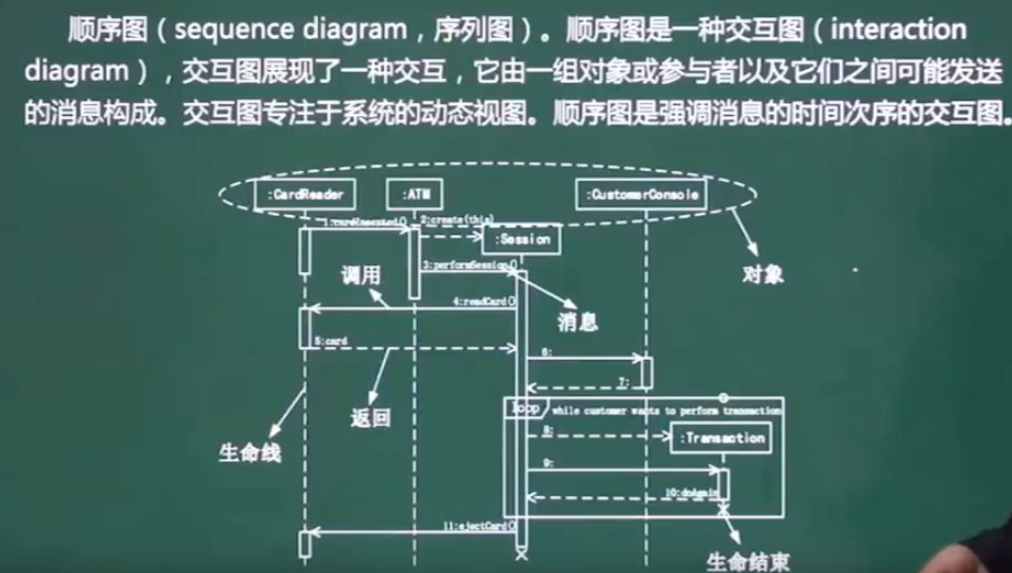 顺序图（sequence diagram，序列图）。顺序图是一种交互图（interaction
diagram），交互图展现了一种交互，它由一组对象或参与者以及它们之间可能发送
的消息构成。交互图专注于系统的动态视图。顺序图是强调消息的时间次序的交互图。
:CardReader
:ATM
:CustomerConsole
2:create(this)
:Session
3:performSession()
对象
调用
4:readCard()
消息
5:card
6:
7:
返回
loop
while customer wants to perform transaction
8:
:Transaction
生命线
9:
10:doAgain
11:ejectCard()
生命结束